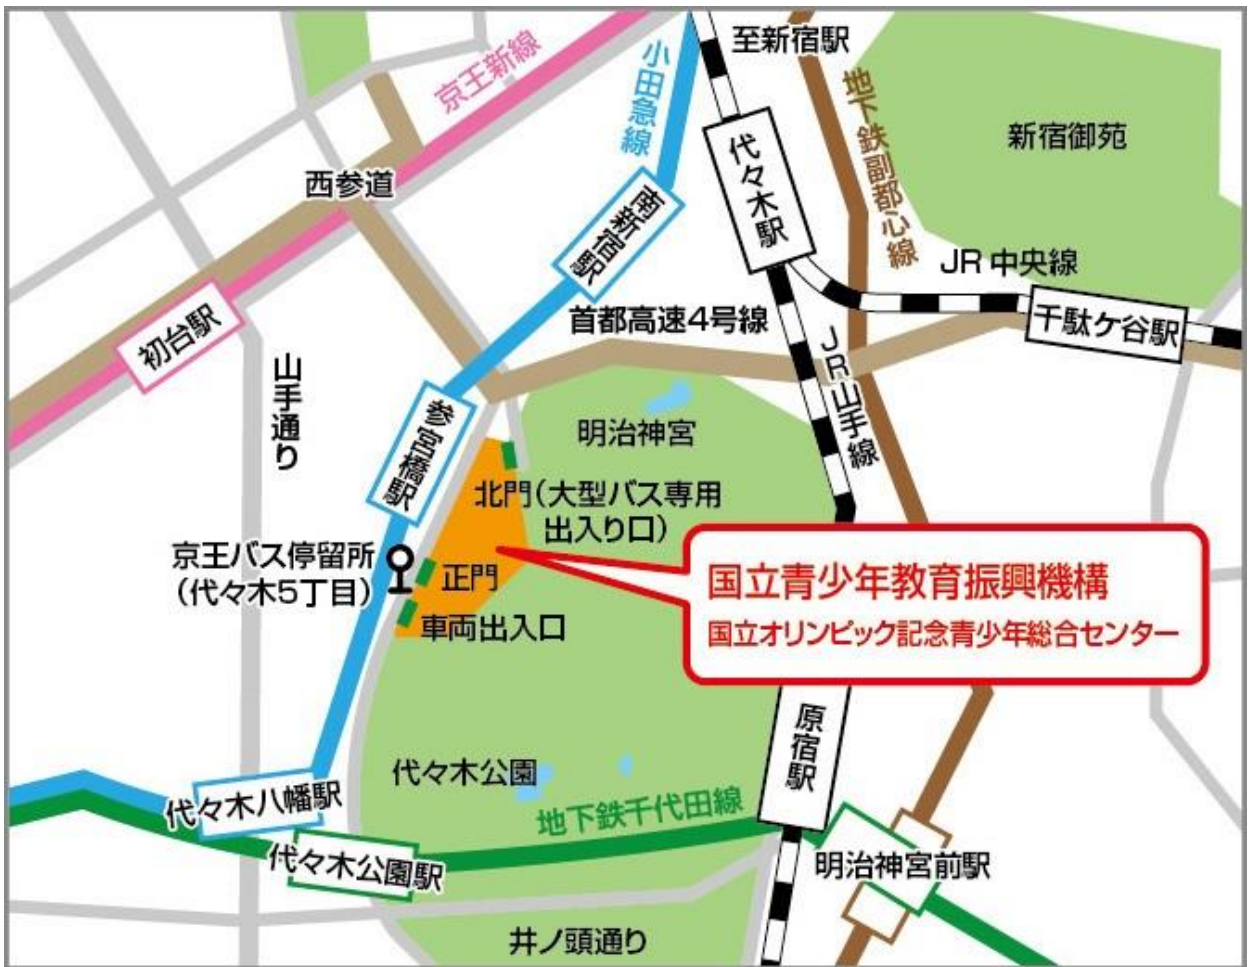 至新宿駅
京王新線
小田急線
地下鉄副都心線
新宿御苑
代々木駅
西参道
南新宿駅
JR中央線
初台駅
首都高速4号線
千駄ケ谷駅
山手通り
JR山手線
参宮橋駅
明治神宮
北門(大型バス専用
出入り口)
京王バス停留所
(代々木5丁目)
正門
車両出入口
国立青少年教育振興機構
国立オリンピック記念青少年総合センター
原宿駅
代々木公園
代々木八幡駅
地下鉄千代田線
代々木公園駅
明治神宮前駅
井ノ頭通り